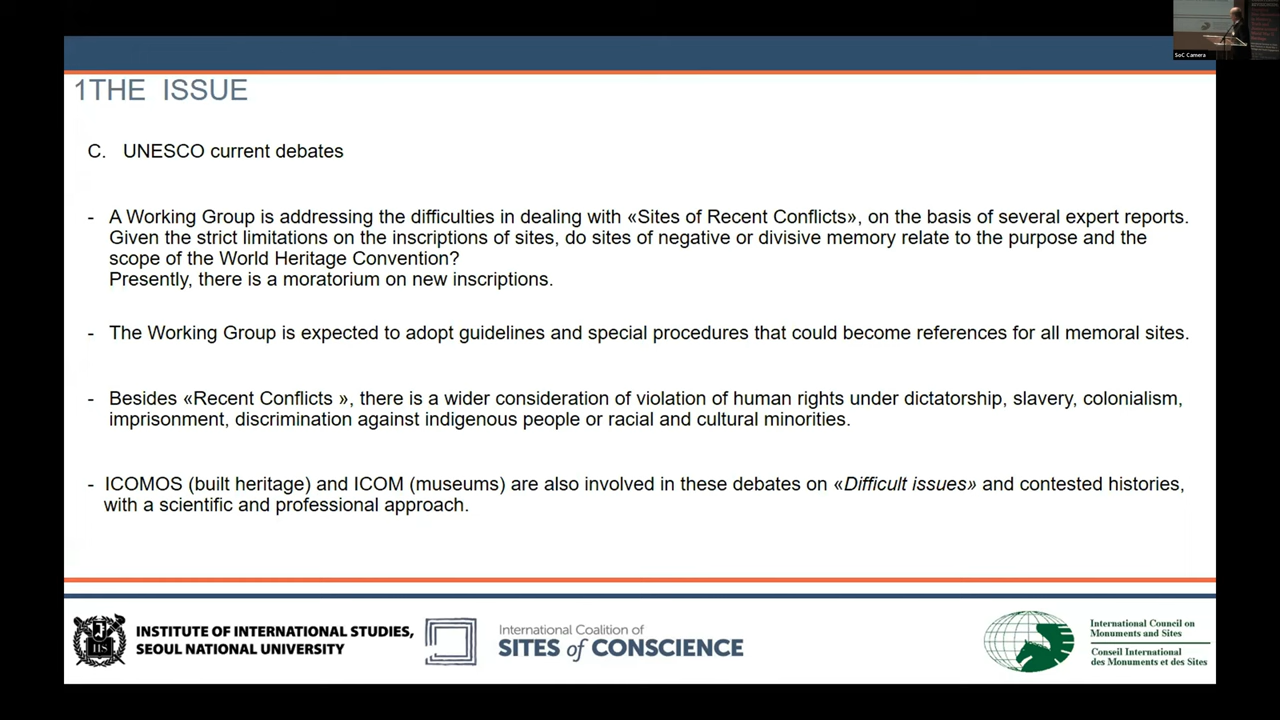 SoC Camera
1THE ISSUE
C. UNESCO current debates
- A Working Group is addressing the difficulties in dealing with «Sites of Recent Conflicts», on the basis of several expert reports.
Given the strict limitations on the inscriptions of sites, do sites of negative or divisive memory relate to the purpose and the
scope of the World Heritage Convention?
Presently, there is a moratorium on new inscriptions.
- The Working Group is expected to adopt guidelines and special procedures that could become references for all memoral sites.
- Besides «Recent Conflicts », there is a wider consideration of violation of human rights under dictatorship, slavery, colonialism,
imprisonment, discrimination against indigenous people or racial and cultural minorities.
- ICOMOS (built heritage) and ICOM (museums) are also involved in these debates on «Difficult issues» and contested histories,
with a scientific and professional approach.
IIS
INSTITUTE OF INTERNATIONAL STUDIES,
SEOUL NATIONAL UNIVERSITY
International Coalition of
SITES of CONSCIENCE
International Council on
Monuments and Sites
Conseil International
des Monuments et des Sites